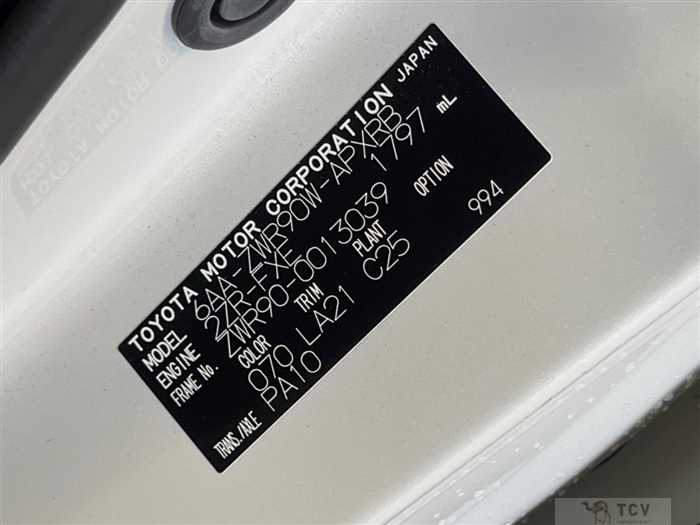 TOYOTA MOTOR CORPORATION JAPAN
MODEL 6AA-ZWR90W-APXRB
ENGINE 2ZR-FXE 1797 mL
FRAME No. ZWR90-0013039
COLOR TRIM PLANT OPTION
070 LA21 C25 994
TRANS./AXLE PA10
TCV